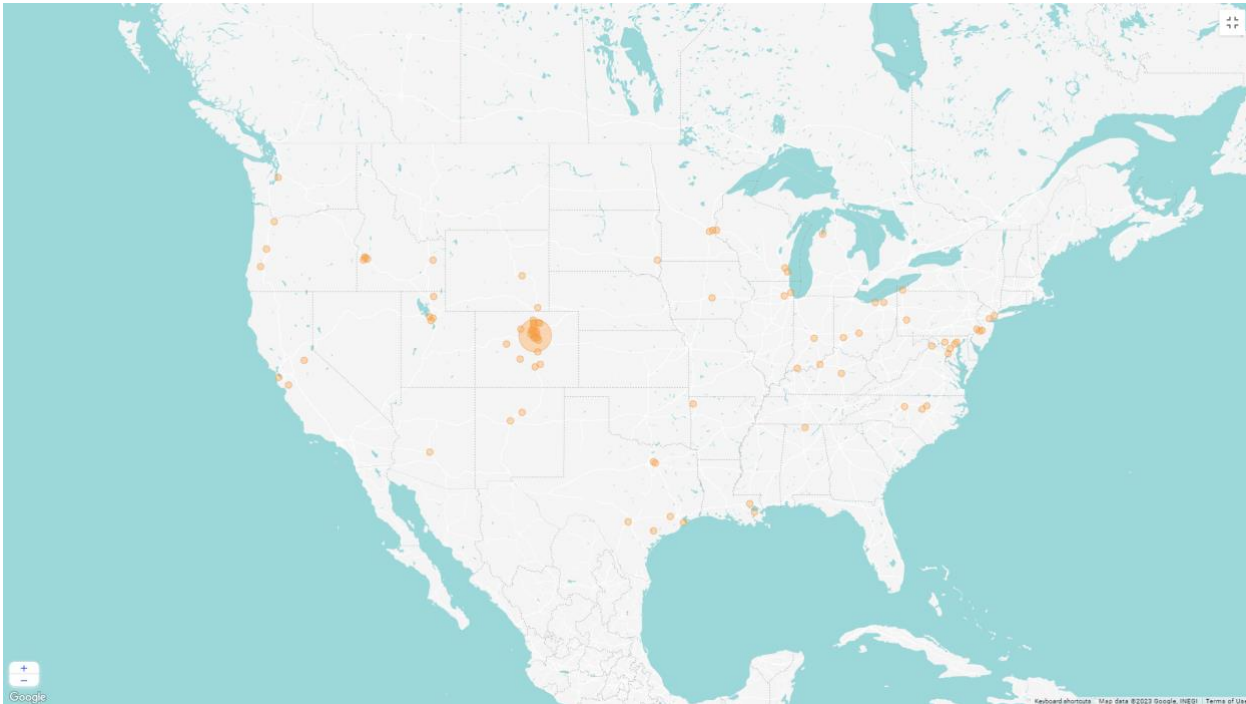 +
−
Google
Keyboard shortcuts Map data ©2023 Google, INEGI Terms of Use